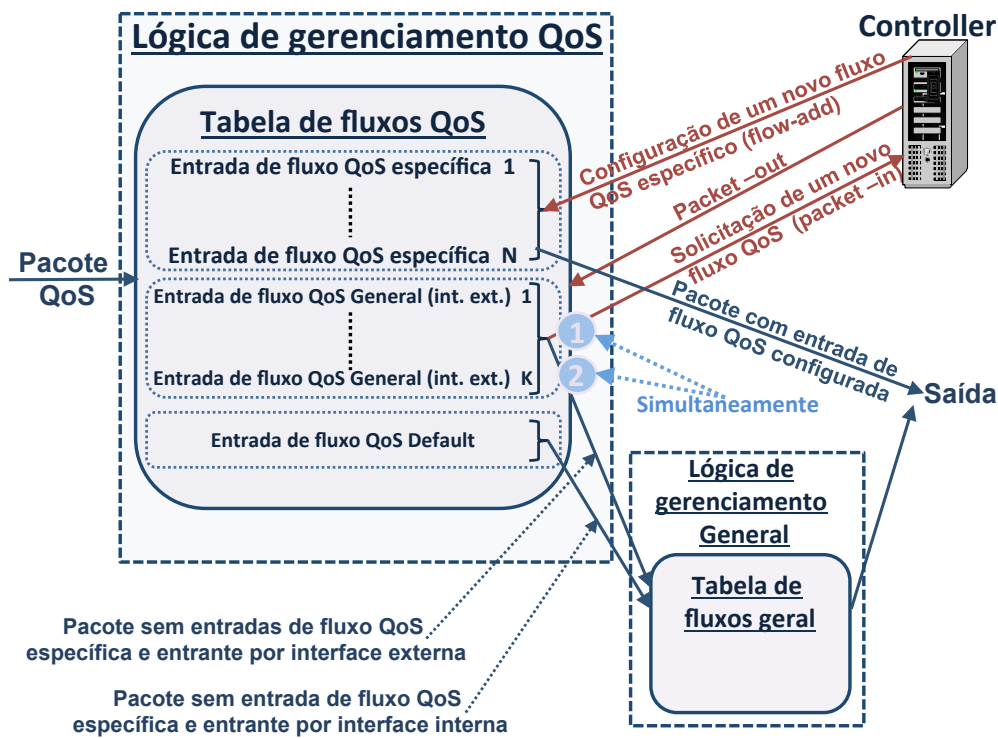 Lógica de gerenciamento QoS
Controller
Tabela de fluxos QoS
Entrada de fluxo QoS específica 1
Entrada de fluxo QoS específica N
Configuração de um novo fluxo
QoS específico (flow-add)
Packet –out
Solicitação de um novo
fluxo QoS (packet –in)
Pacote
QoS
Entrada de fluxo QoS General (int. ext.) 1
Entrada de fluxo QoS General (int. ext.) K
1
2
Simultaneamente
Pacote com entrada de
fluxo QoS configurada
Saída
Entrada de fluxo QoS Default
Lógica de
gerenciamento
General
Tabela de
fluxos geral
Pacote sem entradas de fluxo QoS
específica e entrante por interface externa
Pacote sem entrada de fluxo QoS
específica e entrante por interface interna